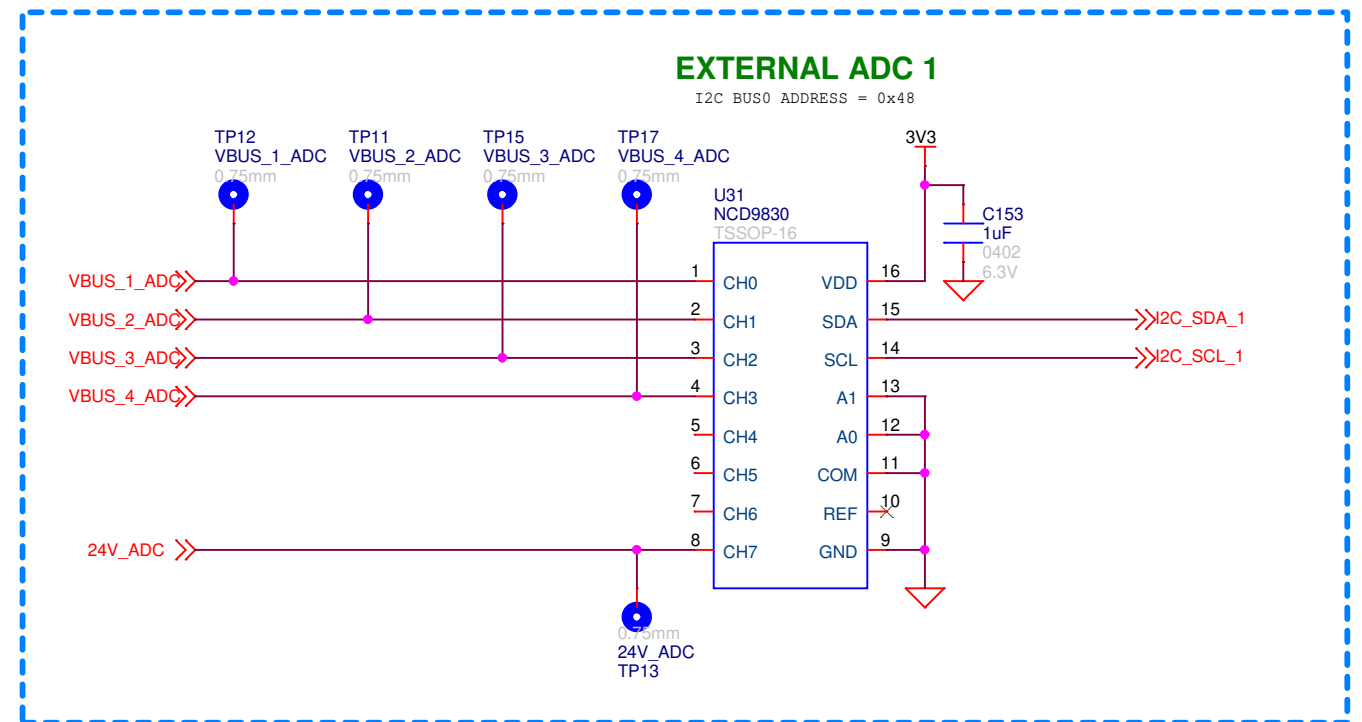 EXTERNAL ADC 1
I2C BUS0 ADDRESS = 0x48
TP12
VBUS_1_ADC
0.75mm
TP11
VBUS_2_ADC
0.75mm
TP15
VBUS_3_ADC
0.75mm
TP17
VBUS_4_ADC
0.75mm
3V3
U31
NCD9830
TSSOP-16
C153
1uF
0402
6.3V
VBUS_1_ADC
1
CH0
VDD
16
VBUS_2_ADC
2
CH1
SDA
15
I2C_SDA_1
VBUS_3_ADC
3
CH2
SCL
14
I2C_SCL_1
VBUS_4_ADC
4
CH3
A1
13
5
CH4
A0
12
6
CH5
COM
11
7
CH6
REF
10
24V_ADC
8
CH7
GND
9
0.75mm
24V_ADC
TP13